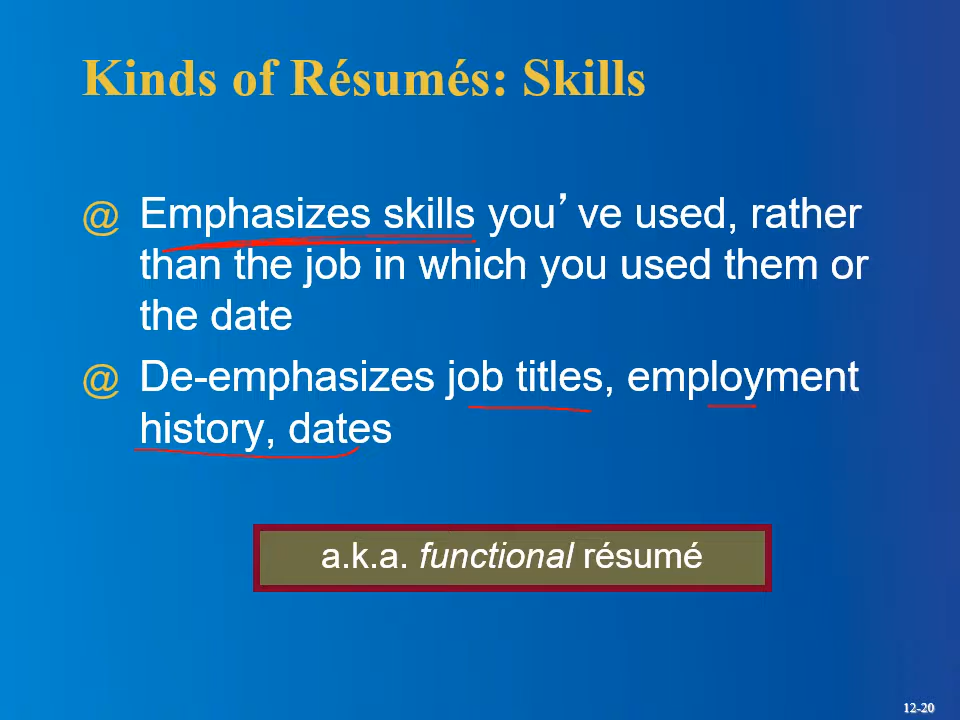 Kinds of Résumés: Skills
@ Emphasizes skills you’ve used, rather
than the job in which you used them or
the date
@ De-emphasizes job titles, employment
history, dates
a.k.a. functional résumé
12-20